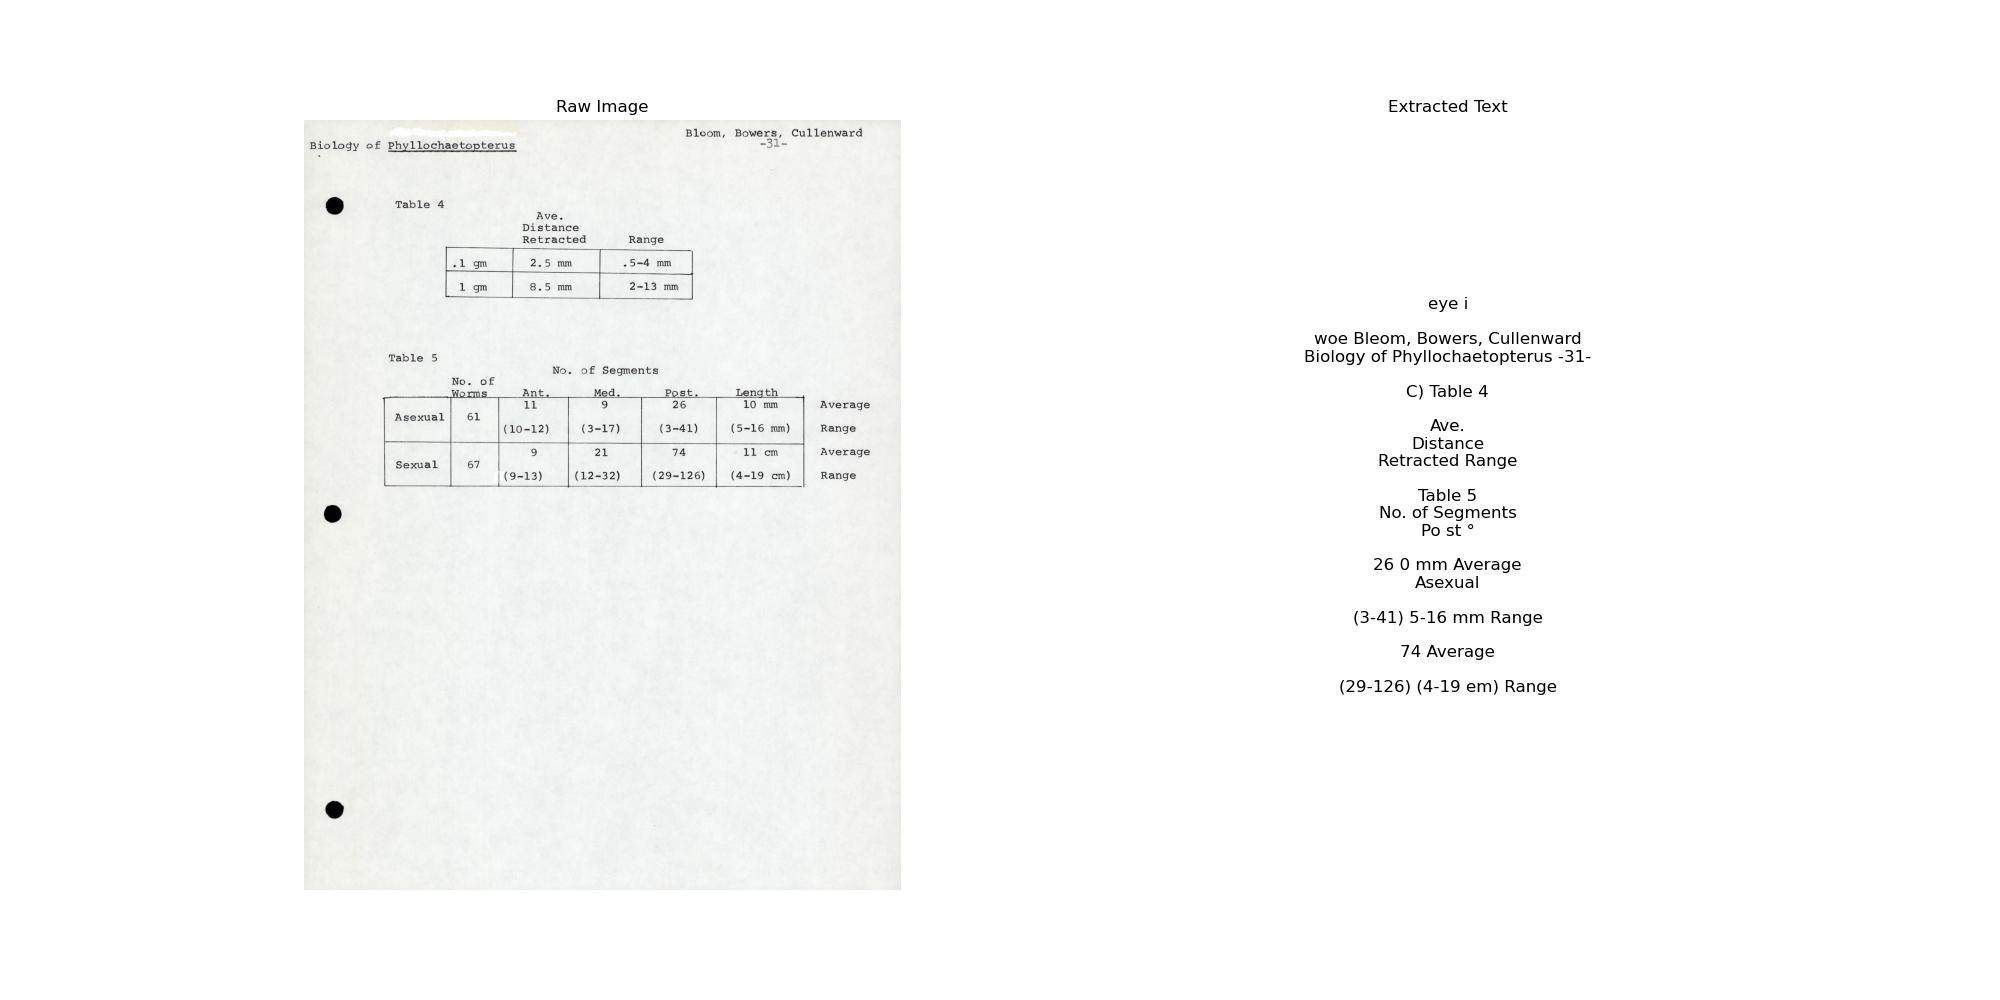 Raw Image
Bloom, Bowers, Cullenward
Biology of Phyllochaetopterus
-31-
Table 4
Ave.
Distance
Retracted Range
.1 gm 2.5 mm .5-4 mm
1 gm 8.5 mm 2-13 mm
Table 5
No. of Segments
No. of
Worms Ant. Med. Post. Length
11 9 26 10 mm Average
Asexual 61
(10-12) (3-17) (3-41) (5-16 mm) Range
9 21 74 11 cm Average
Sexual 67
(9-13) (12-32) (29-126) (4-19 cm) Range
Extracted Text
eye i
woe Bloom, Bowers, Cullenward
Biology of Phyllochaetopterus -31-
C) Table 4
Ave.
Distance
Retracted Range
Table 5
No. of Segments
Po st °
26 0 mm Average
Asexual
(3-41) 5-16 mm Range
74 Average
(29-126) (4-19 em) Range